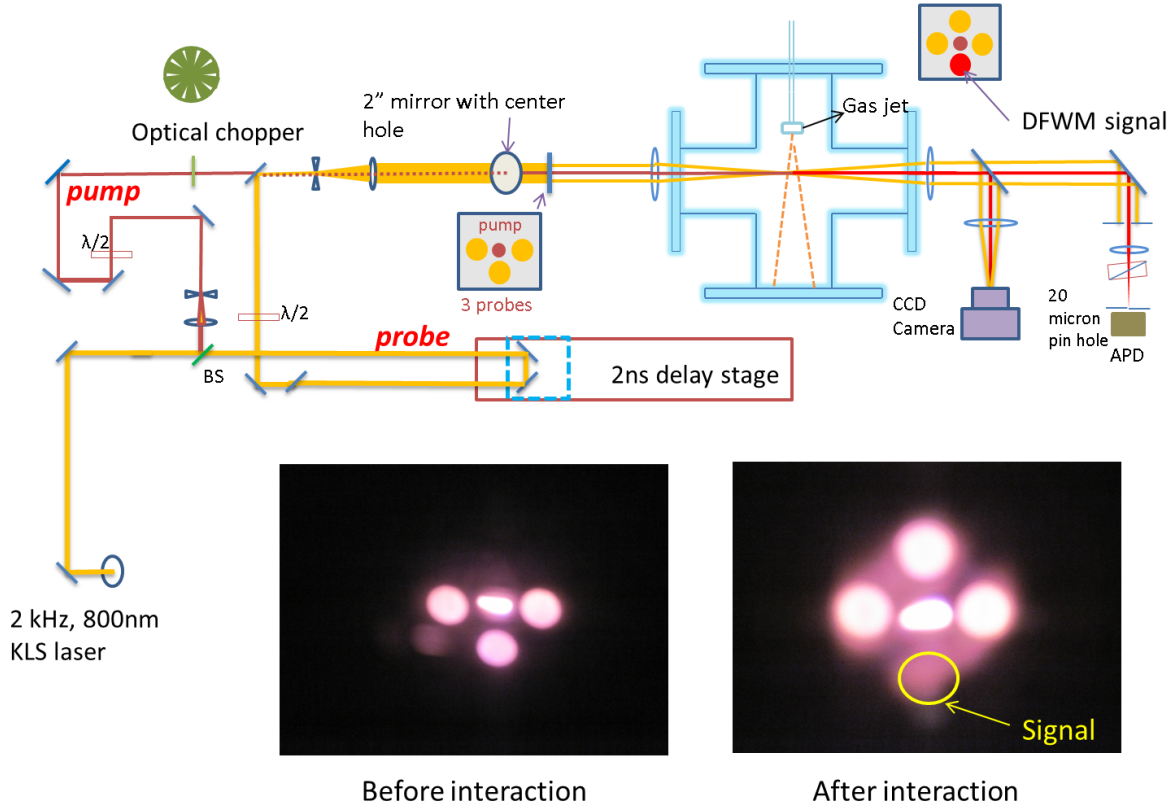 Optical chopper
2” mirror with center
hole
Gas jet
DFWM signal
pump
λ/2
pump
3 probes
λ/2
probe
BS
2ns delay stage
CCD
Camera
20
micron
pin hole
APD
2 kHz, 800nm
KLS laser
Signal
Before interaction
After interaction